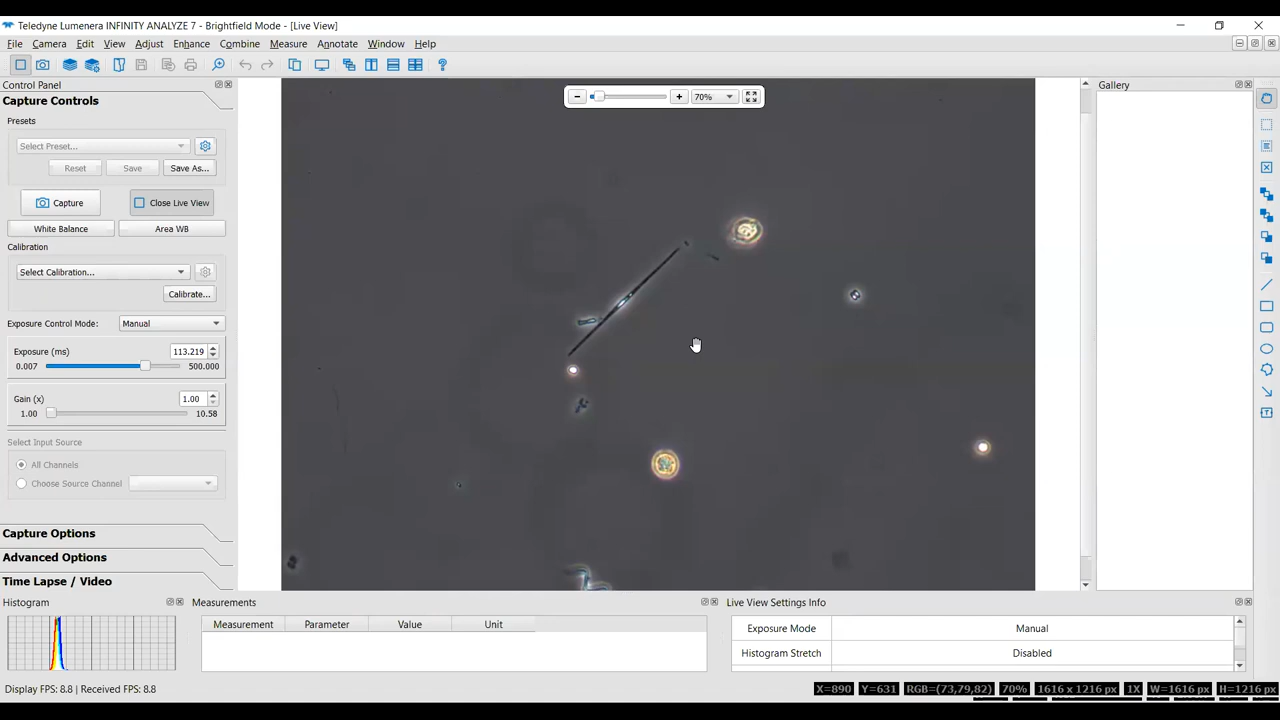 Teledyne Lumenera INFINITY ANALYZE 7 - Brightfield Mode - [Live View]
File Camera Edit View Adjust Enhance Combine Measure Annotate Window Help
Control Panel
Capture Controls
Presets
Select Preset...
Reset Save Save As...
Capture Close Live View
White Balance Area WB
Calibration
Select Calibration...
Calibrate...
Exposure Control Mode: Manual
Exposure (ms) 113.219
0.007 500.000
Gain (x) 1.00
1.00 10.58
Select Input Source
All Channels
Choose Source Channel
Capture Options
Advanced Options
Time Lapse / Video
70%
Gallery
Histogram
Measurements
Measurement Parameter Value Unit
Live View Settings Info
Exposure Mode Manual
Histogram Stretch Disabled
Display FPS: 8.8 | Received FPS: 8.8
X=890 Y=631 RGB=(73,79,82) 70% 1616 x 1216 px 1X W=1616 px H=1216 px